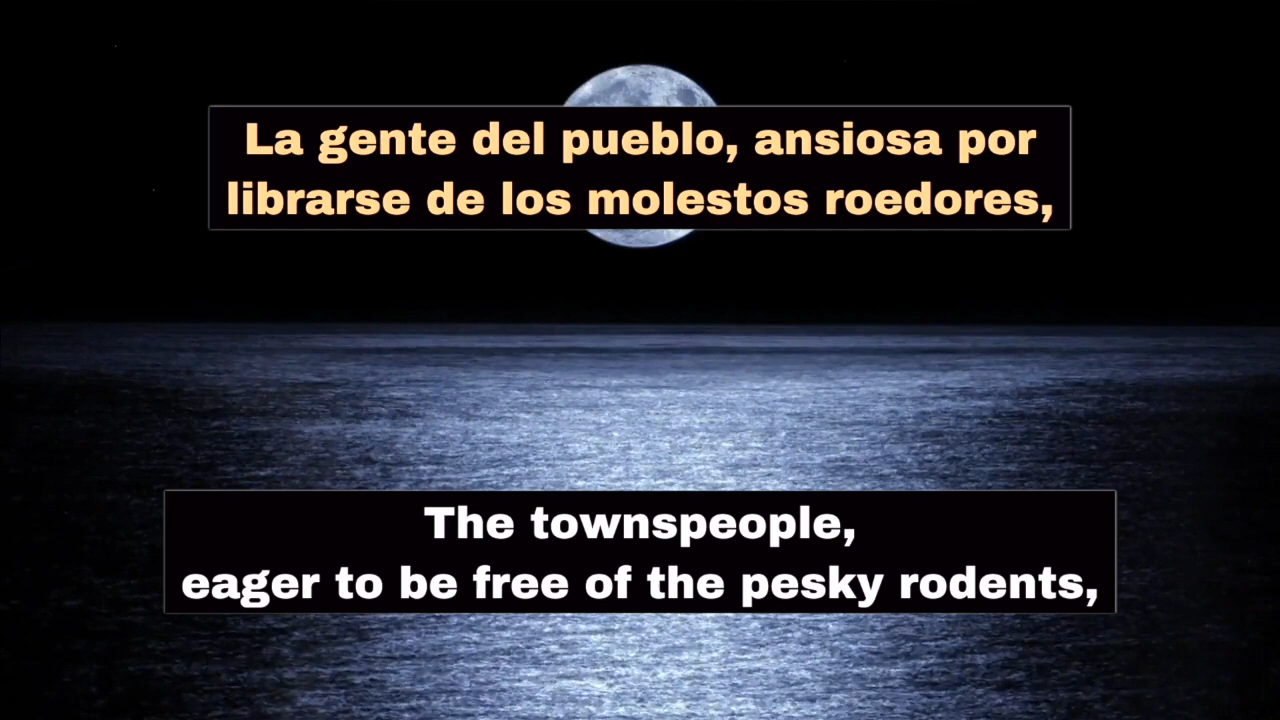 La gente del pueblo, ansiosa por
librarse de los molestos roedores,
The townspeople,
eager to be free of the pesky rodents,